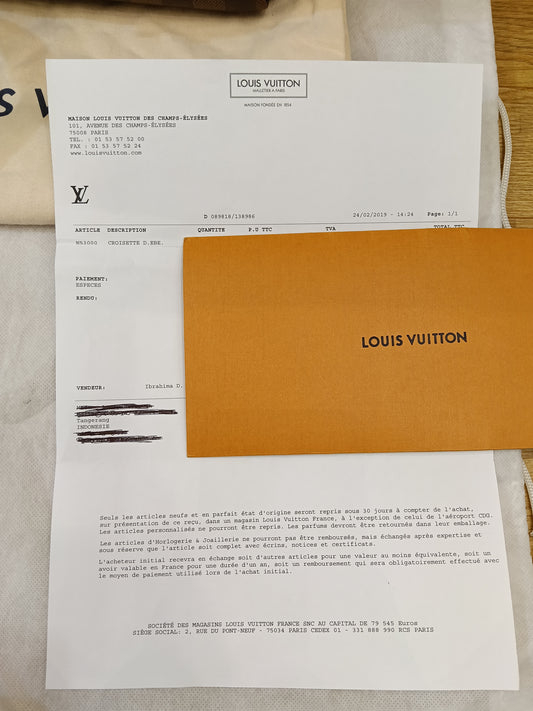 S V
LOUIS VUITTON
MALLETIER À PARIS
MAISON FONDÉE EN 1854
MAISON LOUIS VUITTON DES CHAMPS-ÉLYSÉES
101, AVENUE DES CHAMPS-ÉLYSÉE
75008 PARIS
TEL. : 01 53 57 52 00
FAX : 01 53 57 52 24
www.louisvuitton.com
LV
D 089818/138986 24/02/2019 - 14:24 Page: 1/1
ARTICLE DESCRIPTION QUANTITE P.U TTC TVA TOTAL TTC
N53000 CROISETTE D.EBE.
PAIEMENT:
ESPECES
RENDU:
LOUIS VUITTON
VENDEUR: Ibrahima D.
Tangerang
INDONESIE
Seuls les articles neufs et en parfait état d'origine seront repris sous 30 jours à compter de l'achat,
sur présentation de ce reçu, dans un magasin Louis Vuitton France, à l'exception de celui de l'aéroport CDG.
Les articles personnalisés ne pourront être repris. Les parfums devront être retournés dans leur emballage.
Les articles d'Horlogerie & Joaillerie ne pourront pas être remboursés, mais échangés après expertise et
sous réserve que l'article soit complet avec écrins, notices et certificats.
L'acheteur initial recevra en échange soit d'autres articles pour une valeur au moins équivalente, soit un
avoir valable en France pour une durée d'un an, soit un remboursement qui sera obligatoirement effectué avec
le moyen de paiement utilisé lors de l'achat initial.
SOCIÉTÉ DES MAGASINS LOUIS VUITTON FRANCE SNC AU CAPITAL DE 79 545 Euros
SIÈGE SOCIAL: 2, RUE DU PONT-NEUF - 75034 PARIS CEDEX 01 - 331 888 990 RCS PARIS